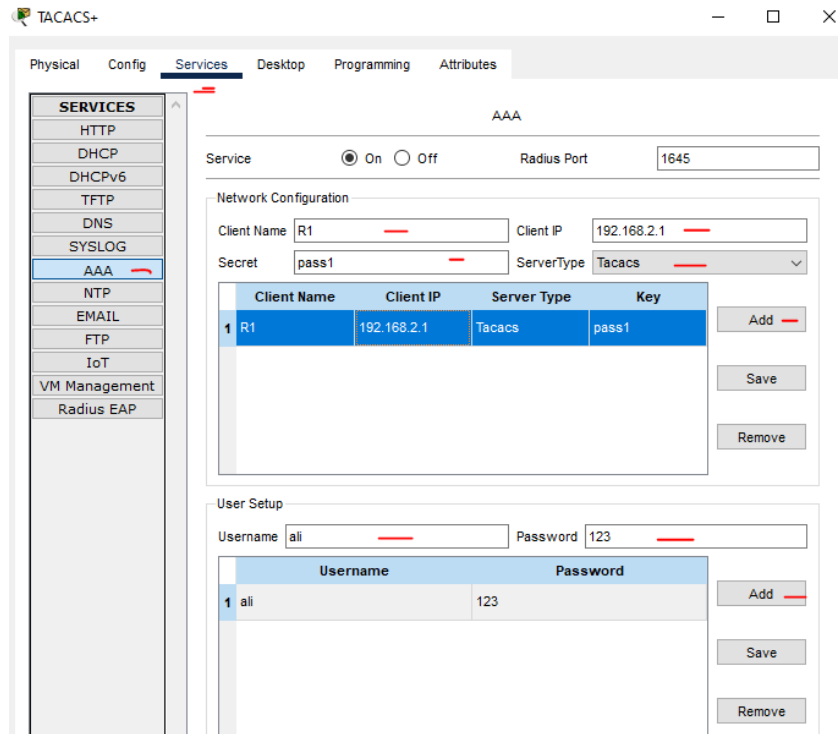 TACACS+
Physical Config Services Desktop Programming Attributes
SERVICES
HTTP
DHCP
DHCPv6
TFTP
DNS
SYSLOG
AAA
NTP
EMAIL
FTP
IoT
VM Management
Radius EAP
AAA
Service On Off Radius Port 1645
Network Configuration
Client Name R1 Client IP 192.168.2.1
Secret pass1 ServerType Tacacs
Client Name Client IP Server Type Key
1 R1 192.168.2.1 Tacacs pass1
Add
Save
Remove
User Setup
Username ali Password 123
Username Password
1 ali 123
Add
Save
Remove